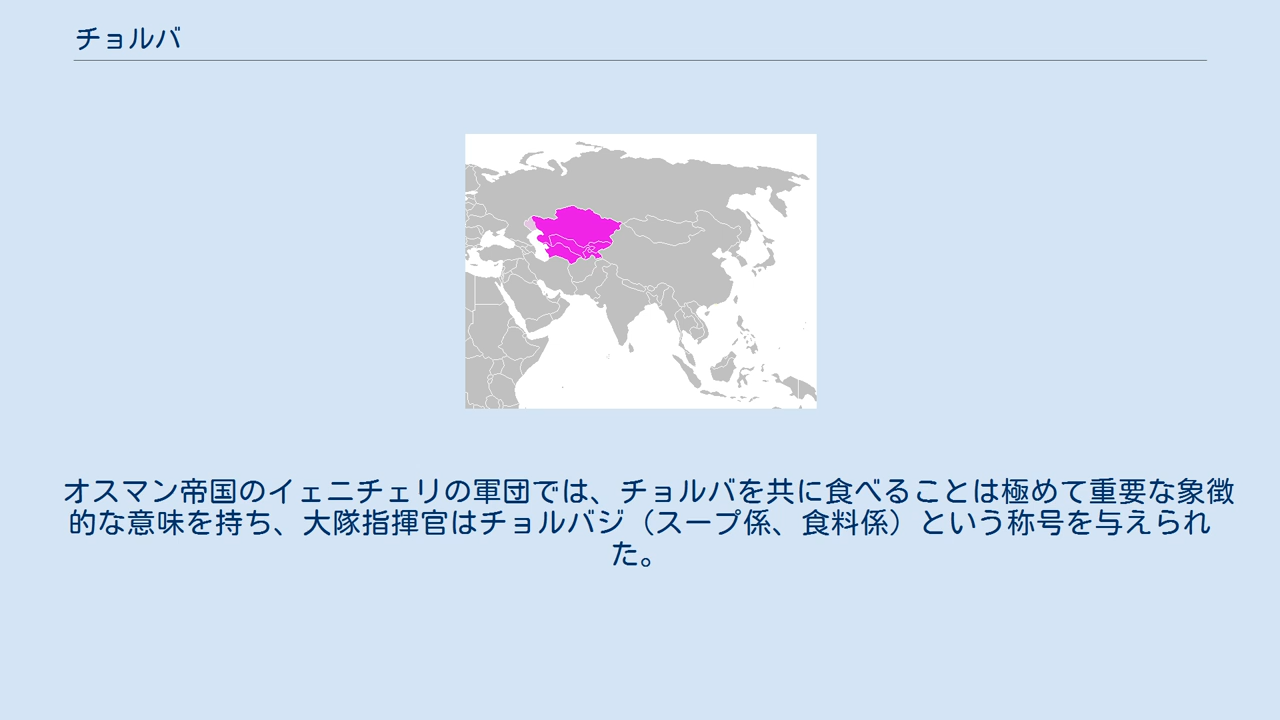 チョルバ
オスマン帝国のイェニチェリの軍団では、チョルバを共に食べることは極めて重要な象徴
的な意味を持ち、大隊指揮官はチョルバジ（スープ係、食料係）という称号を与えられ
た。